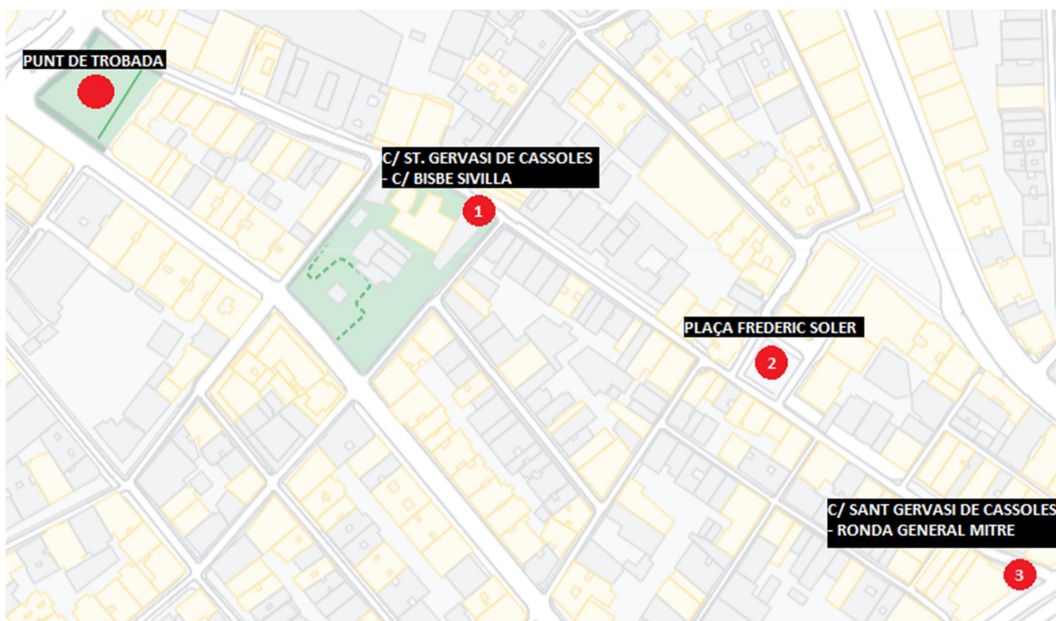 PUNT DE TROBADA
C/ ST. GERVASI DE CASSOLES
- C/ BISBE SIVILLA
1
PLAÇA FREDERIC SOLER
2
C/ SANT GERVASI DE CASSOLES
- RONDA GENERAL MITRE
3